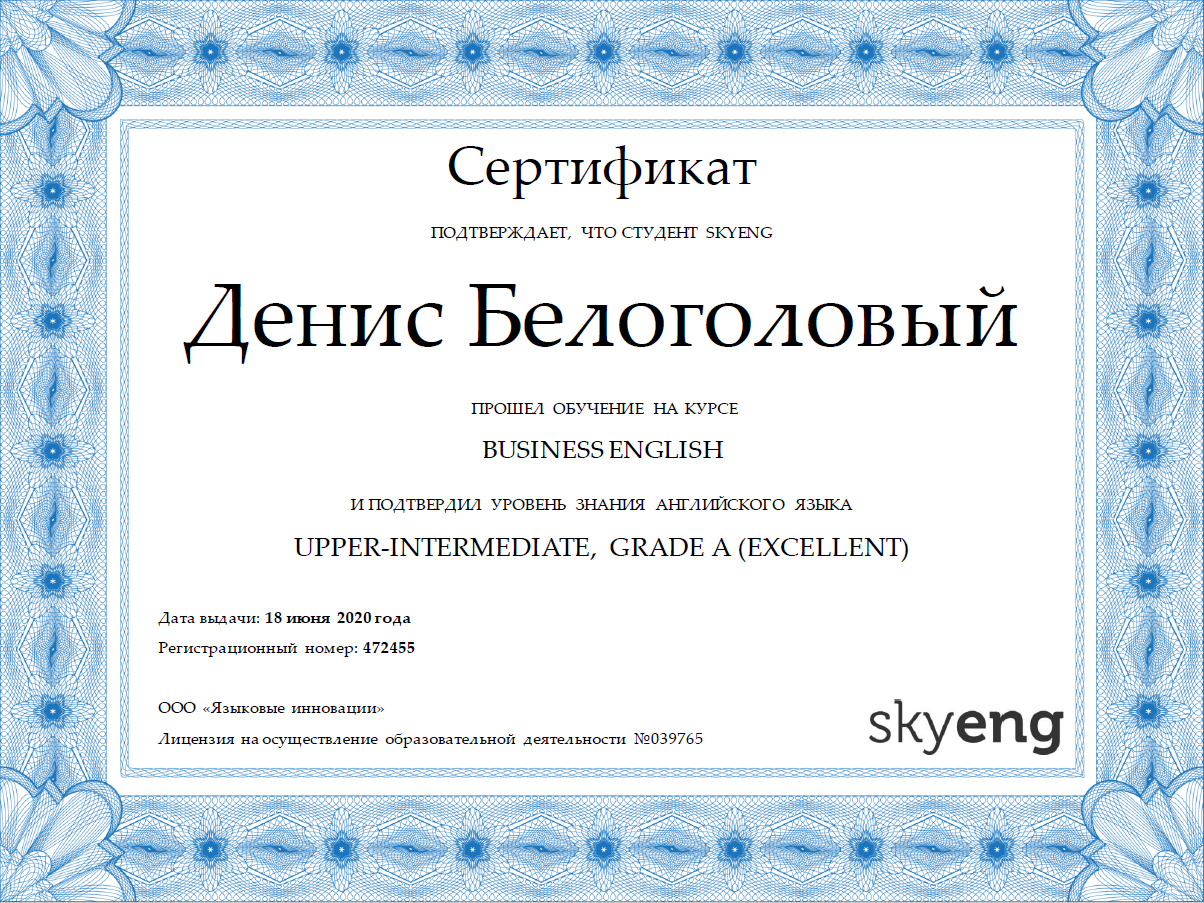 Сертификат
ПОДТВЕРЖДАЕТ, ЧТО СТУДЕНТ SKYENG
Денис Белоголовый
ПРОШЕЛ ОБУЧЕНИЕ НА КУРСЕ
BUSINESS ENGLISH
И ПОДТВЕРДИЛ УРОВЕНЬ ЗНАНИЯ АНГЛИЙСКОГО ЯЗЫКА
UPPER-INTERMEDIATE, GRADE A (EXCELLENT)
Дата выдачи: 18 июня 2020 года
Регистрационный номер: 472455
ООО «Языковые инновации»
Лицензия на осуществление образовательной деятельности №039765
skyeng